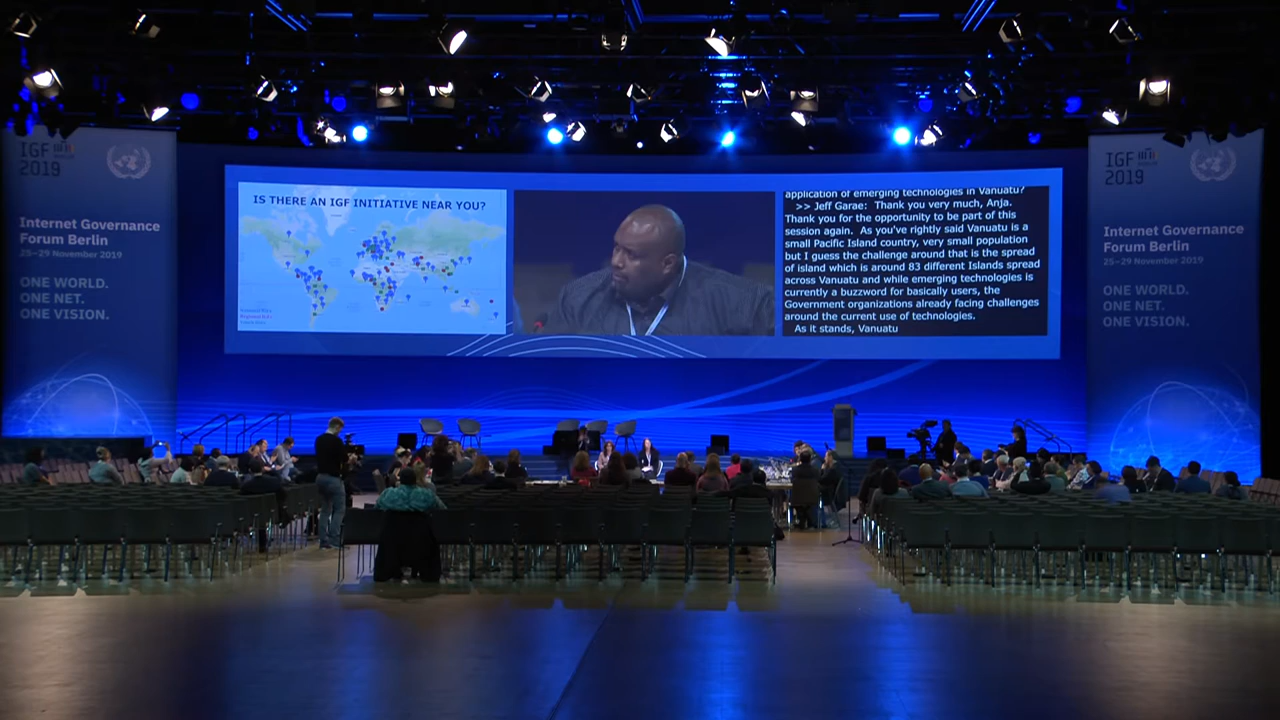 IGF
2019
Internet Governance
Forum Berlin
25–29 November 2019
ONE WORLD.
ONE NET.
ONE VISION.
IS THERE AN IGF INITIATIVE NEAR YOU?
application of emerging technologies in Vanuatu?
>> Jeff Garae: Thank you very much, Anja.
Thank you for the opportunity to be part of this
session again. As you've rightly said Vanuatu is a
small Pacific Island country, very small population
but I guess the challenge around that is the spread
of island which is around 83 different Islands spread
across Vanuatu and while emerging technologies is
currently a buzzword for basically users, the
Government organizations already facing challenges
around the current use of technologies.
As it stands, Vanuatu
IGF
2019
Internet Governance
Forum Berlin
25–29 November 2019
ONE WORLD.
ONE NET.
ONE VISION.